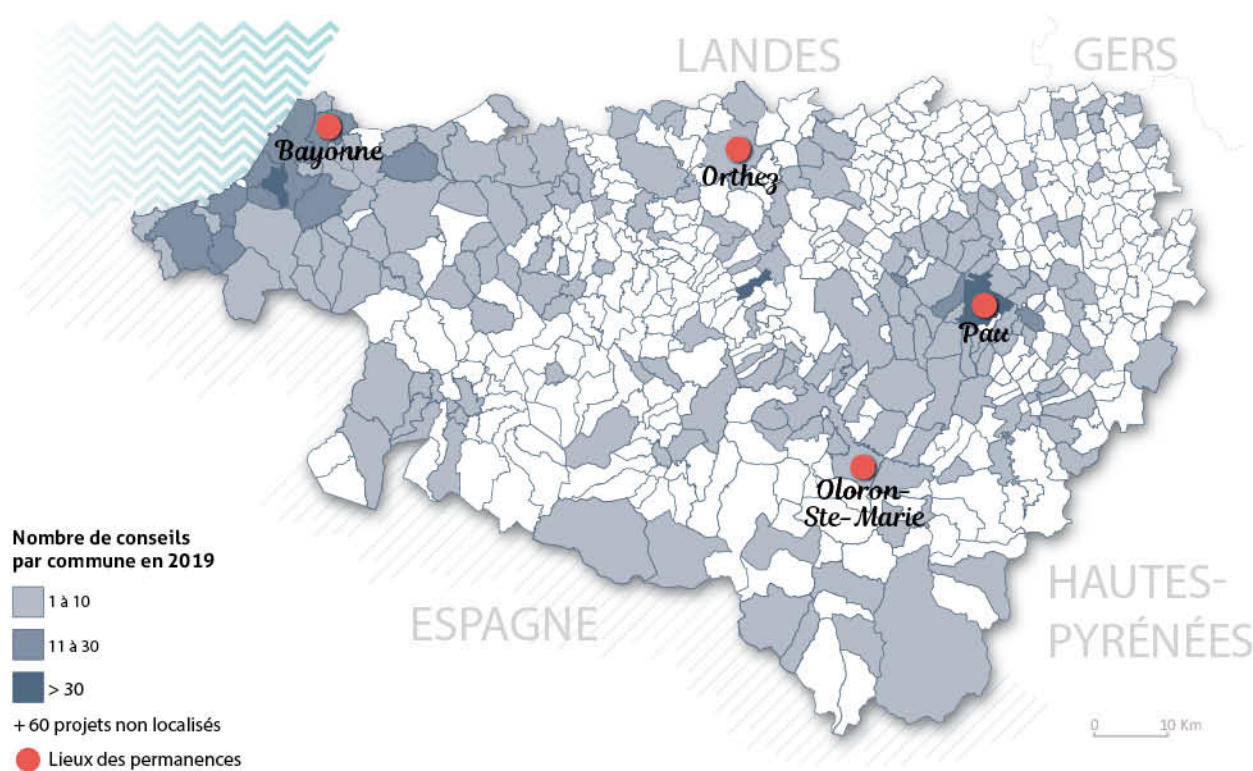 LANDES
GERS
Bayonne
Orthez
Pau
Oloron-
Ste-Marie
ESPAGNE
HAUTES-
PYRÉNÉES
Nombre de conseils
par commune en 2019
1 à 10
11 à 30
> 30
+ 60 projets non localisés
Lieux des permanences
0 10 Km